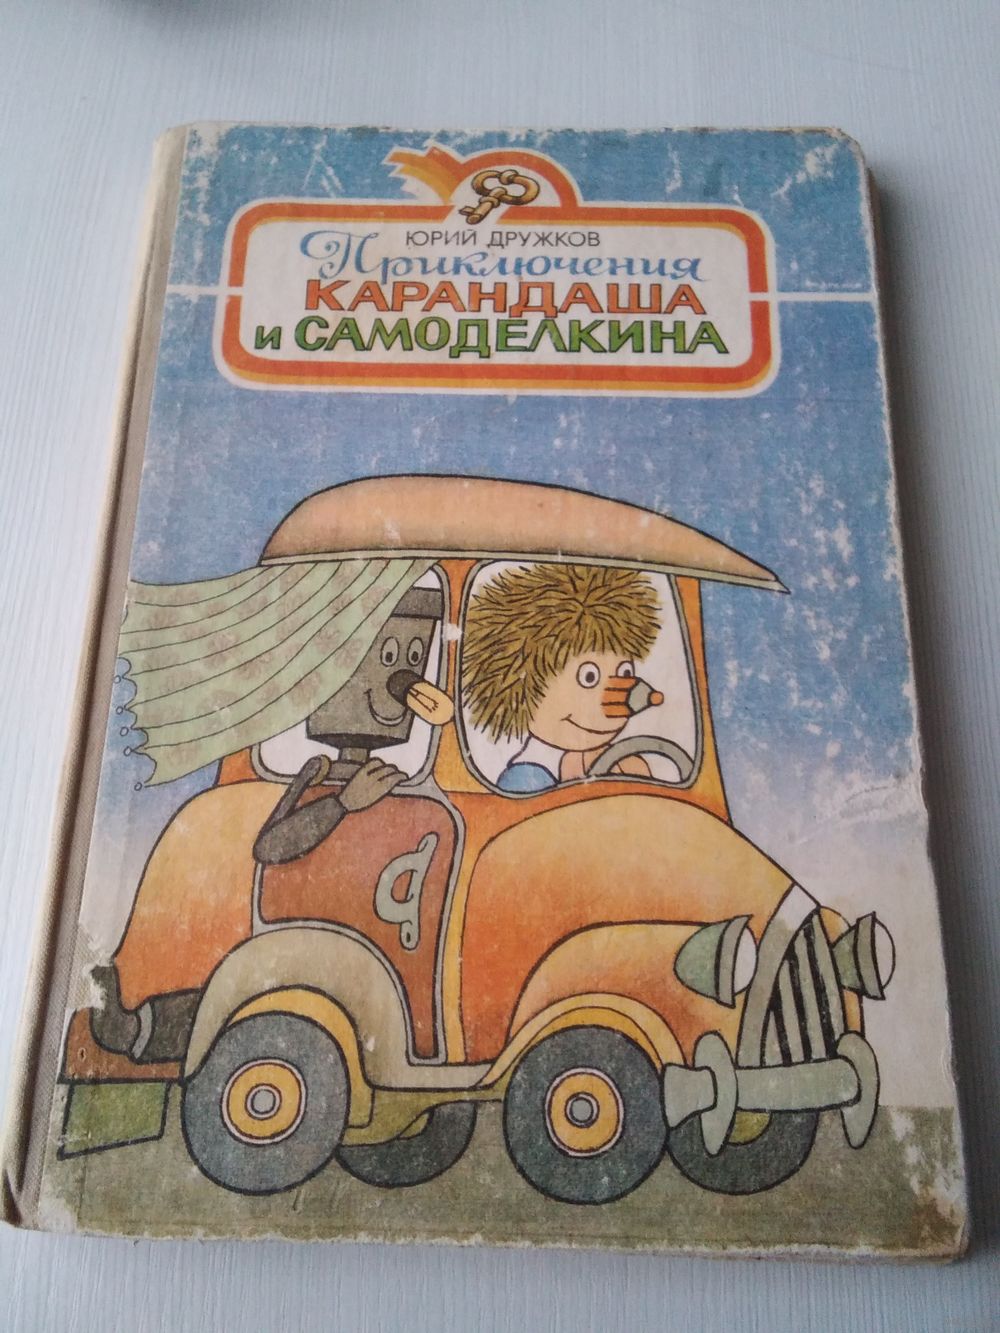 ЮРИЙ ДРУЖКОВ
Приключения
КАРАНДАША
и САМОДЕЛКИНА